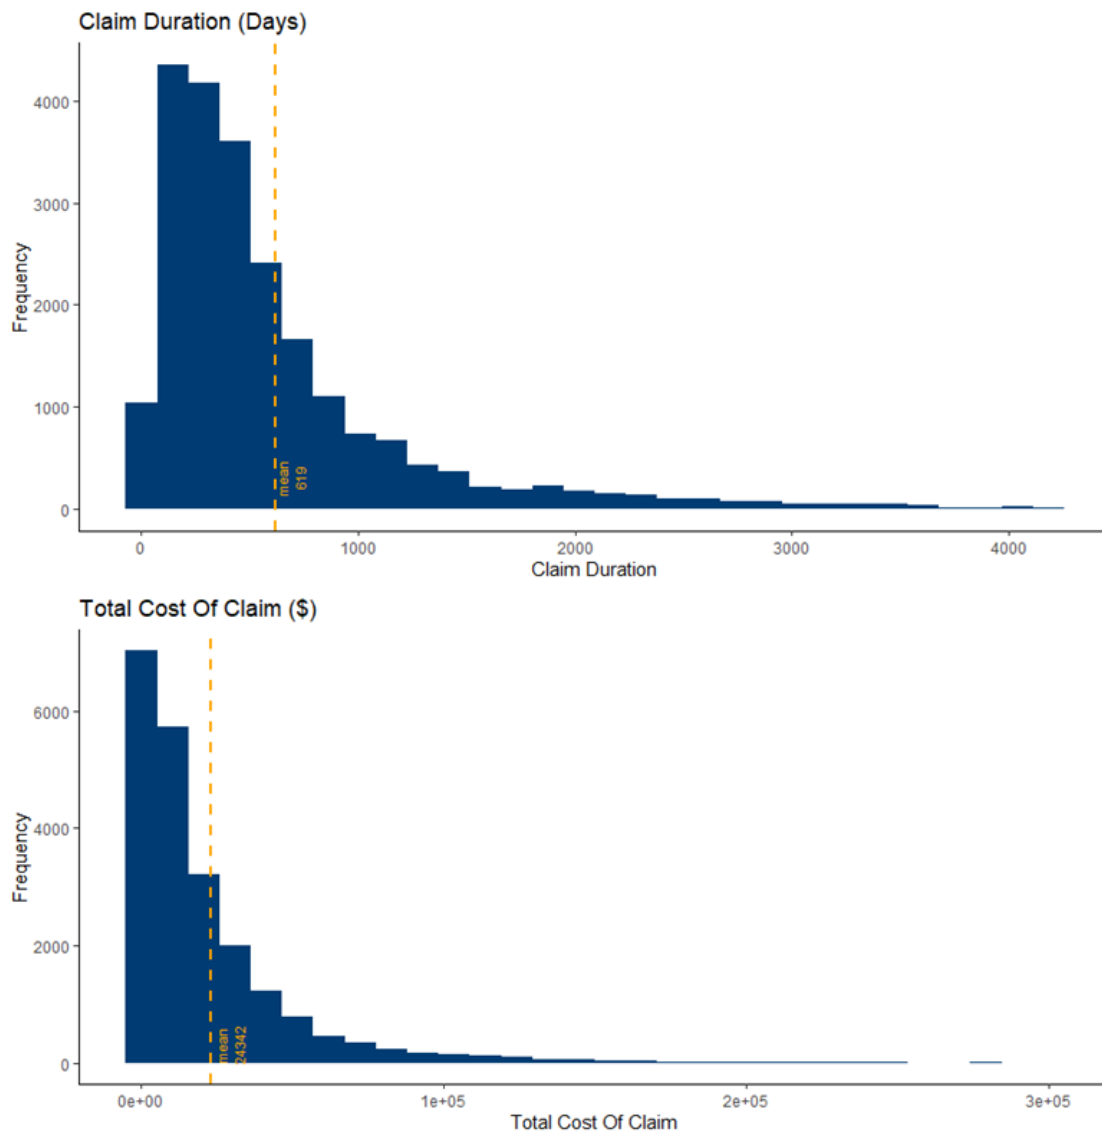 Claim Duration (Days)
4000
3000
2000
1000
0
Frequency
mean
619
0 1000 2000 3000 4000
Claim Duration
Total Cost Of Claim ($)
6000
4000
2000
0
Frequency
mean
24342
0e+00 1e+05 2e+05 3e+05
Total Cost Of Claim